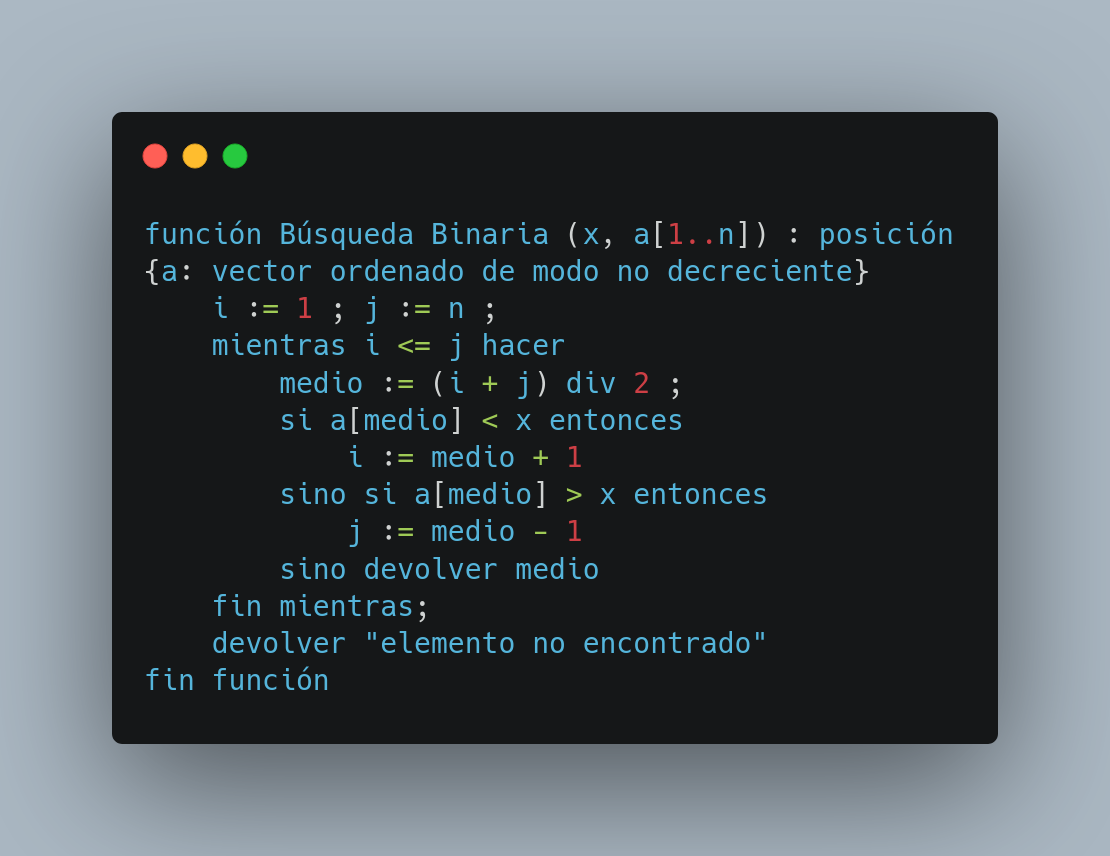 función Búsqueda Binaria (x, a[1..n]) : posición
{a: vector ordenado de modo no decreciente}
    i := 1 ; j := n ;
    mientras i <= j hacer
        medio := (i + j) div 2 ;
        si a[medio] < x entonces
            i := medio + 1
        sino si a[medio] > x entonces
            j := medio - 1
        sino devolver medio
    fin mientras;
    devolver "elemento no encontrado"
fin función